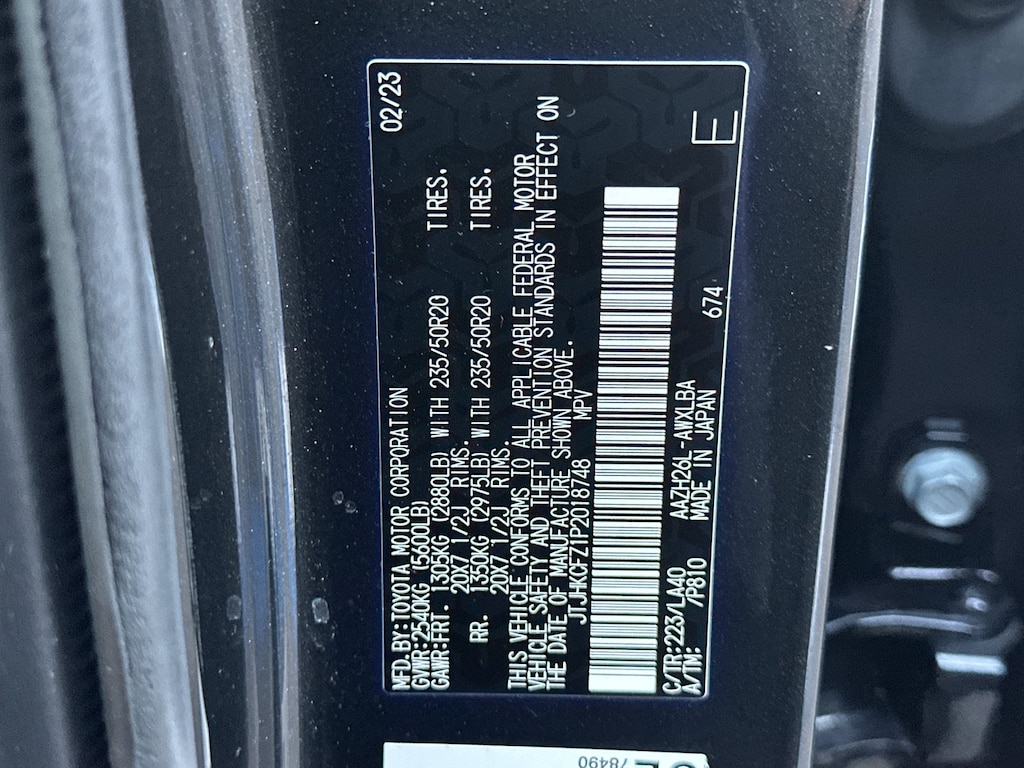 MFD.BY:TOYOTA MOTOR CORPORATION 02/23
GVWR:2540KG (5600LB)
GAWR:FRT. 1305KG (2880LB) WITH 235/50R20 TIRES.
20X7 1/2J RIMS.
RR. 1350KG (2975LB) WITH 235/50R20 TIRES.
20X7 1/2J RIMS.
THIS VEHICLE CONFORMS TO ALL APPLICABLE FEDERAL MOTOR
VEHICLE SAFETY AND THEFT PREVENTION STANDARDS IN EFFECT ON
THE DATE OF MANUFACTURE SHOWN ABOVE.
JTJHKCFZ1P2018748 MPV
C/TR:223/LA40 AAZH26L-AWXLBA
A/TM: /P810 MADE IN JAPAN 674 E
78490